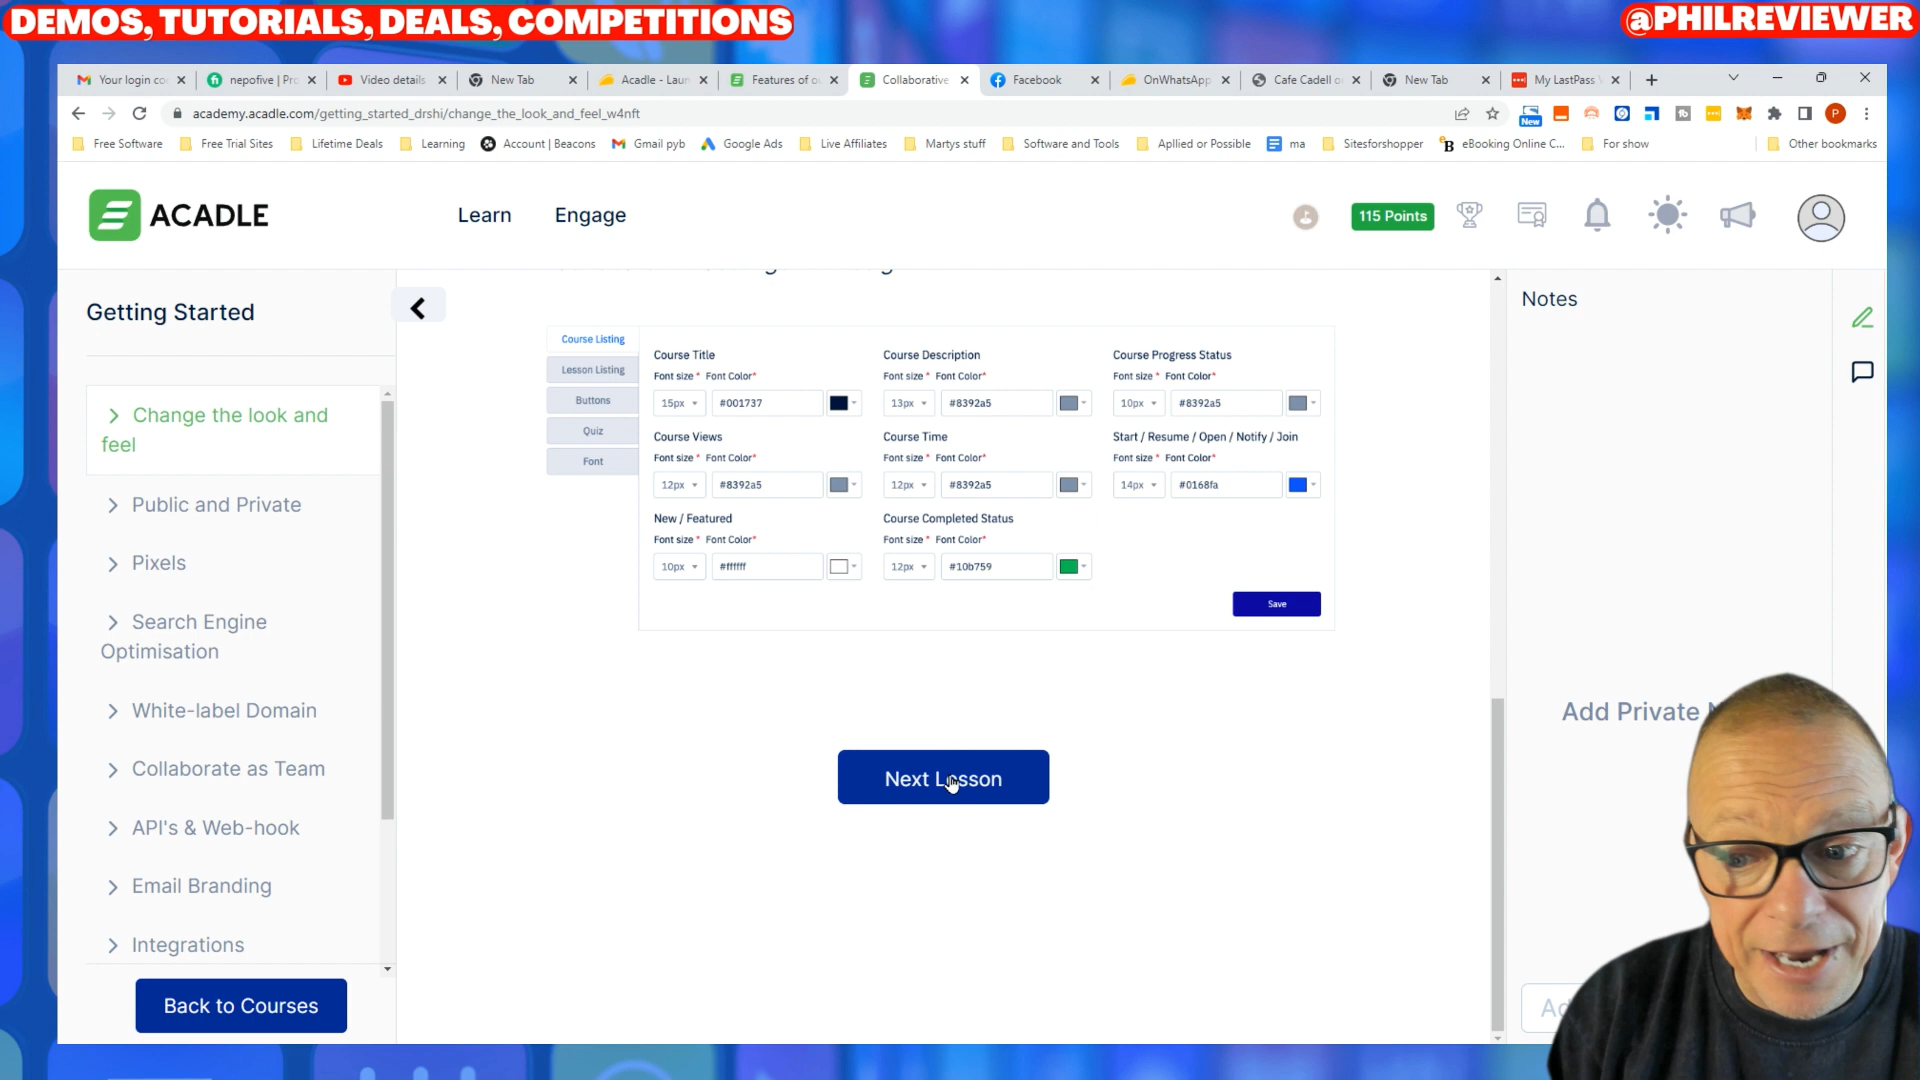 DEMOS, TUTORIALS, DEALS, COMPETITIONS
@PHILREVIEWER
Your login co
nepofive | Pro
Video details
New Tab
Acadle - Laun
Features of ou
Collaborative
Facebook
OnWhatsApp
Cafe Cadell o
New Tab
My LastPass
academy.acadle.com/getting_started_drshi/change_the_look_and_feel_w4nft
New
P
Free Software
Free Trial Sites
Lifetime Deals
Learning
Account | Beacons
Gmail pyb
Google Ads
Live Affiliates
Martys stuff
Software and Tools
Apllied or Possible
ma
Sitesforshopper
eBooking Online C...
For show
Other bookmarks
ACADLE
Learn
Engage
115 Points
Getting Started
Change the look and
feel
Public and Private
Pixels
Search Engine
Optimisation
White-label Domain
Collaborate as Team
API's & Web-hook
Email Branding
Integrations
Back to Courses
Course Listing
Lesson Listing
Buttons
Quiz
Font
Course Title
Font size * Font Color*
15px #001737
Course Description
Font size * Font Color*
13px #8392a5
Course Progress Status
Font size * Font Color*
10px #8392a5
Course Views
Font size * Font Color*
12px #8392a5
Course Time
Font size * Font Color*
12px #8392a5
Start / Resume / Open / Notify / Join
Font size * Font Color*
14px #0168fa
New / Featured
Font size * Font Color*
10px #ffffff
Course Completed Status
Font size * Font Color*
12px #10b759
Save
Next Lesson
Notes
Add Private